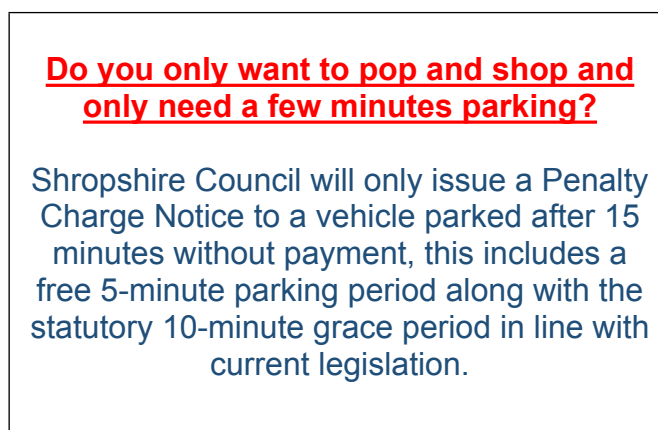 Do you only want to pop and shop and
only need a few minutes parking?
Shropshire Council will only issue a Penalty
Charge Notice to a vehicle parked after 15
minutes without payment, this includes a
free 5-minute parking period along with the
statutory 10-minute grace period in line with
current legislation.